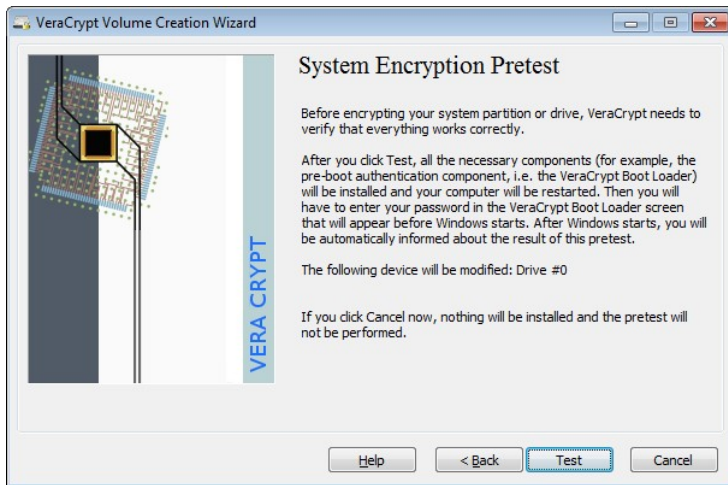 VeraCrypt Volume Creation Wizard
VERA CRYPT
System Encryption Pretest
Before encrypting your system partition or drive, VeraCrypt needs to
verify that everything works correctly.
After you click Test, all the necessary components (for example, the
pre-boot authentication component, i.e. the VeraCrypt Boot Loader)
will be installed and your computer will be restarted. Then you will
have to enter your password in the VeraCrypt Boot Loader screen
that will appear before Windows starts. After Windows starts, you will
be automatically informed about the result of this pretest.
The following device will be modified: Drive #0
If you click Cancel now, nothing will be installed and the pretest will
not be performed.
Help
< Back
Test
Cancel